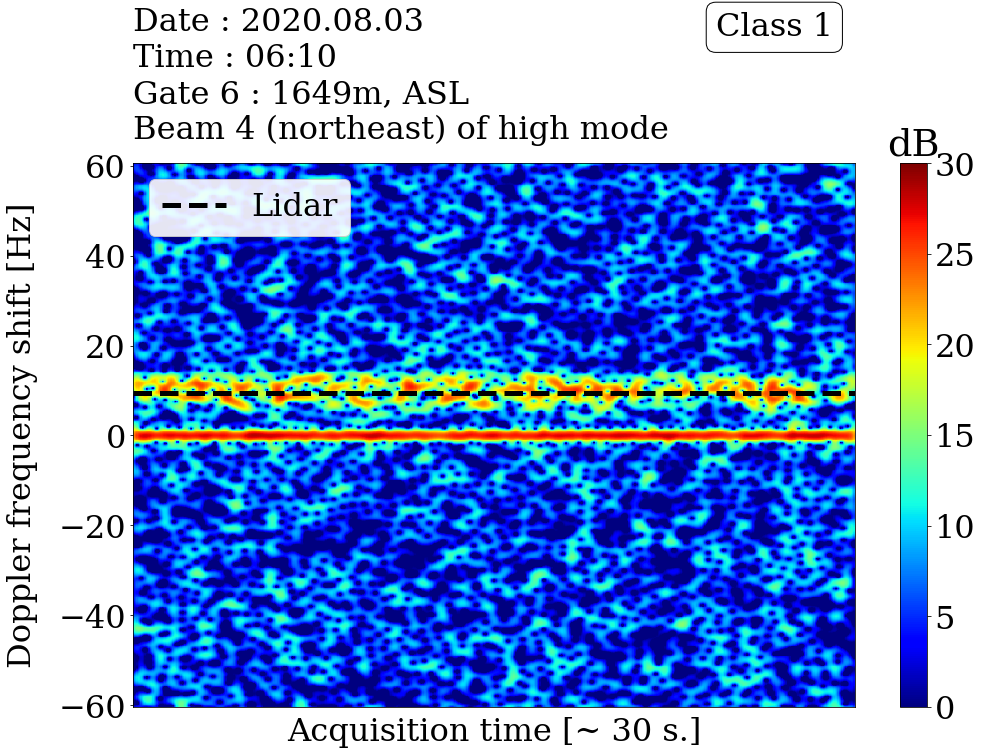 Date : 2020.08.03
Time : 06:10
Gate 6 : 1649m, ASL
Beam 4 (northeast) of high mode
Class 1
Lidar
Doppler frequency shift [Hz]
60
40
20
0
−20
−40
−60
Acquisition time [~ 30 s.]
dB
30
25
20
15
10
5
0